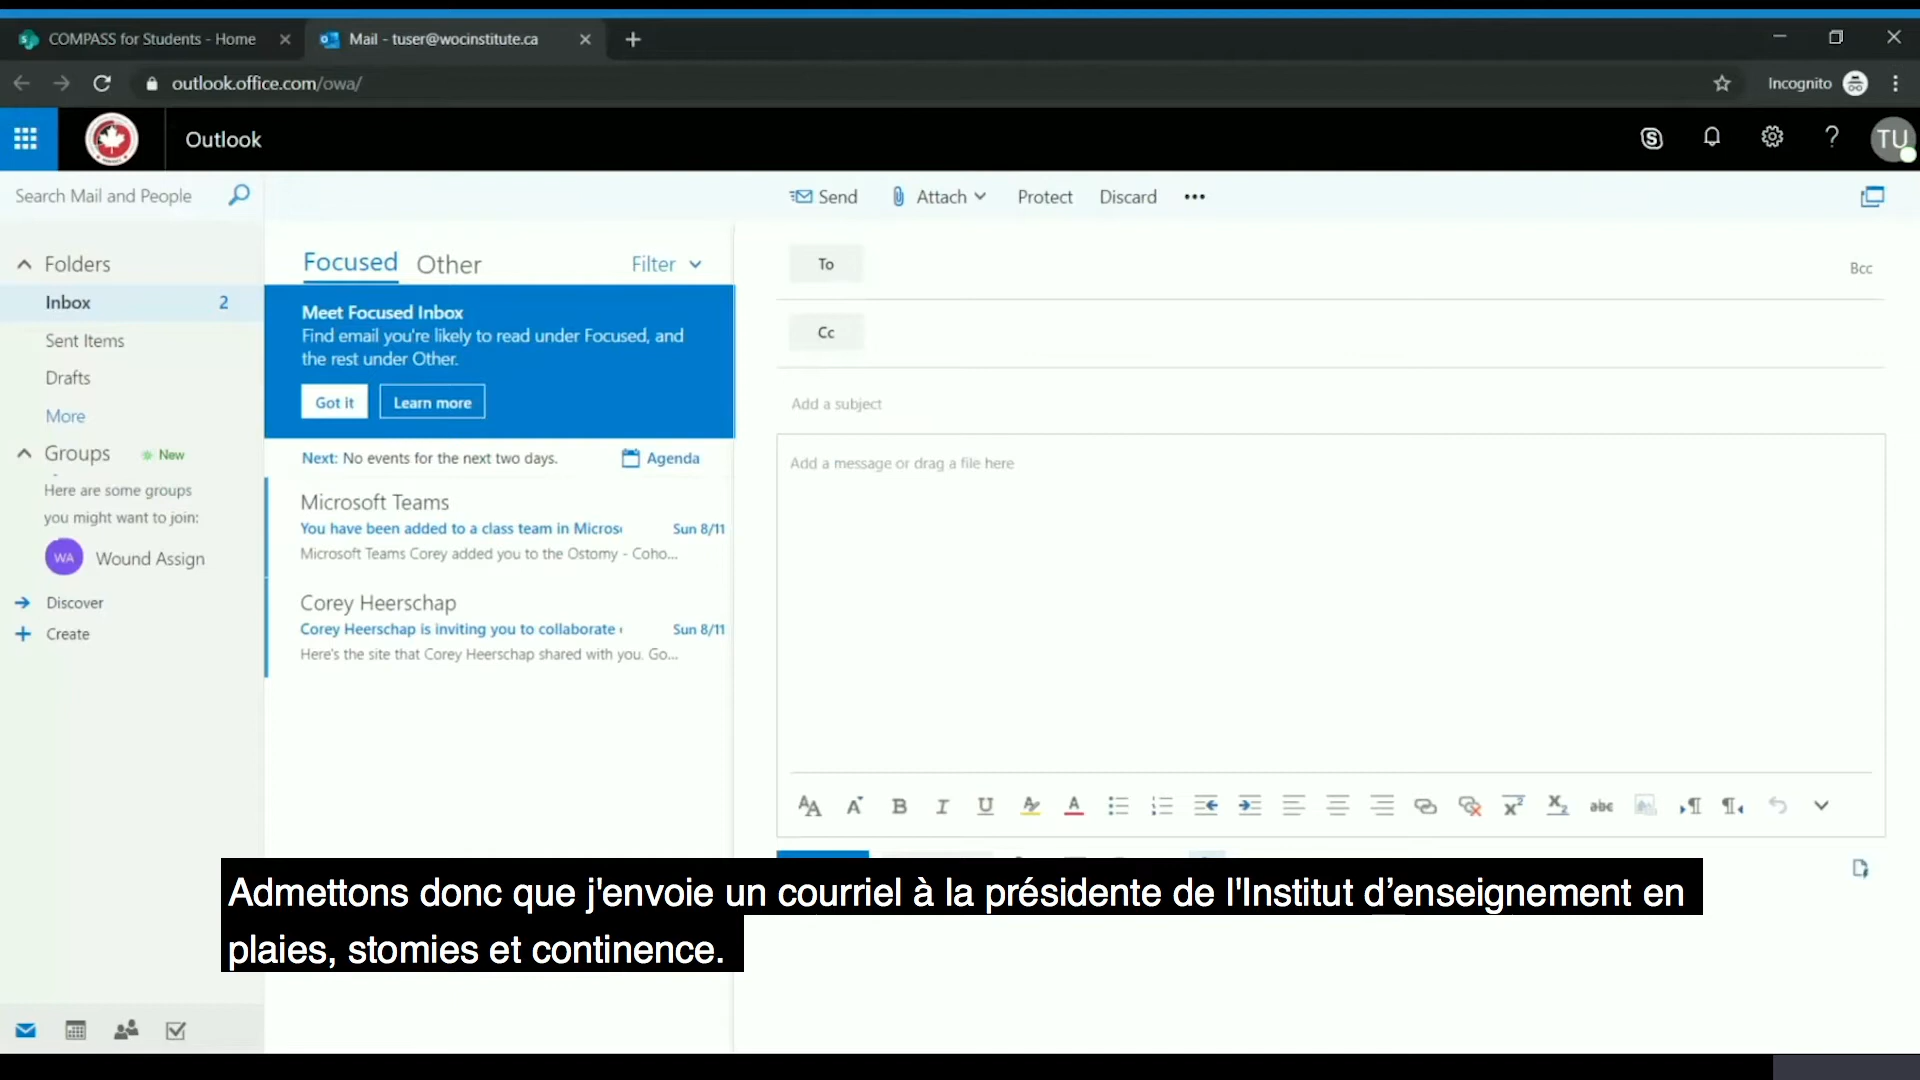 COMPASS for Students - Home
Mail - tuser@wocinstitute.ca
outlook.office.com/owa/
Incognito
Outlook
TU
Search Mail and People
Send
Attach
Protect
Discard
Folders
Inbox 2
Sent Items
Drafts
More
Groups New
Here are some groups
you might want to join:
WA Wound Assign
Discover
Create
Focused Other Filter
Meet Focused Inbox
Find email you're likely to read under Focused, and
the rest under Other.
Got it Learn more
Next: No events for the next two days. Agenda
Microsoft Teams
You have been added to a class team in Micros Sun 8/11
Microsoft Teams Corey added you to the Ostomy - Coho...
Corey Heerschap
Corey Heerschap is inviting you to collaborate Sun 8/11
Here's the site that Corey Heerschap shared with you. Go...
To
Bcc
Cc
Add a subject
Add a message or drag a file here
Admettons donc que j'envoie un courriel à la présidente de l'Institut d’enseignement en
plaies, stomies et continence.